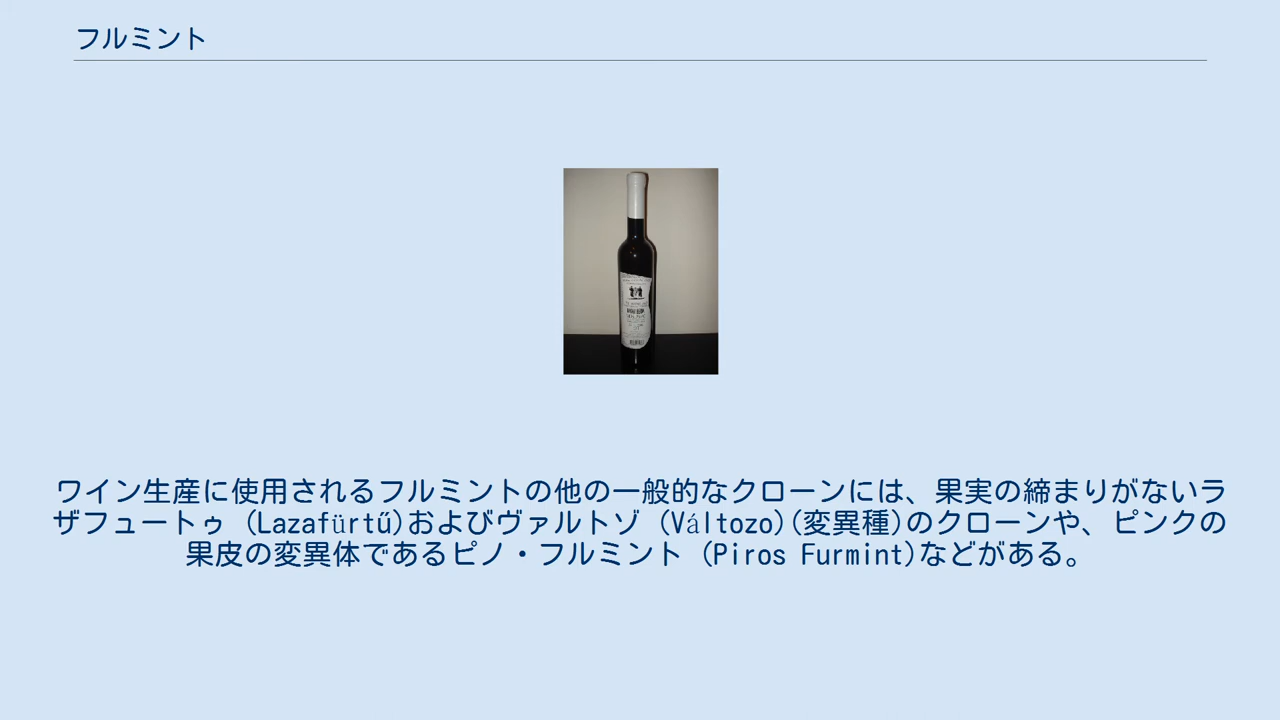 フルミント
ワイン生産に使用されるフルミントの他の一般的なクローンには、果実の締まりがないラ
ザフュートゥ (Lazafürtű)およびヴァルトゾ (Változo)(変異種)のクローンや、ピンクの
果皮の変異体であるピノ・フルミント (Piros Furmint)などがある。